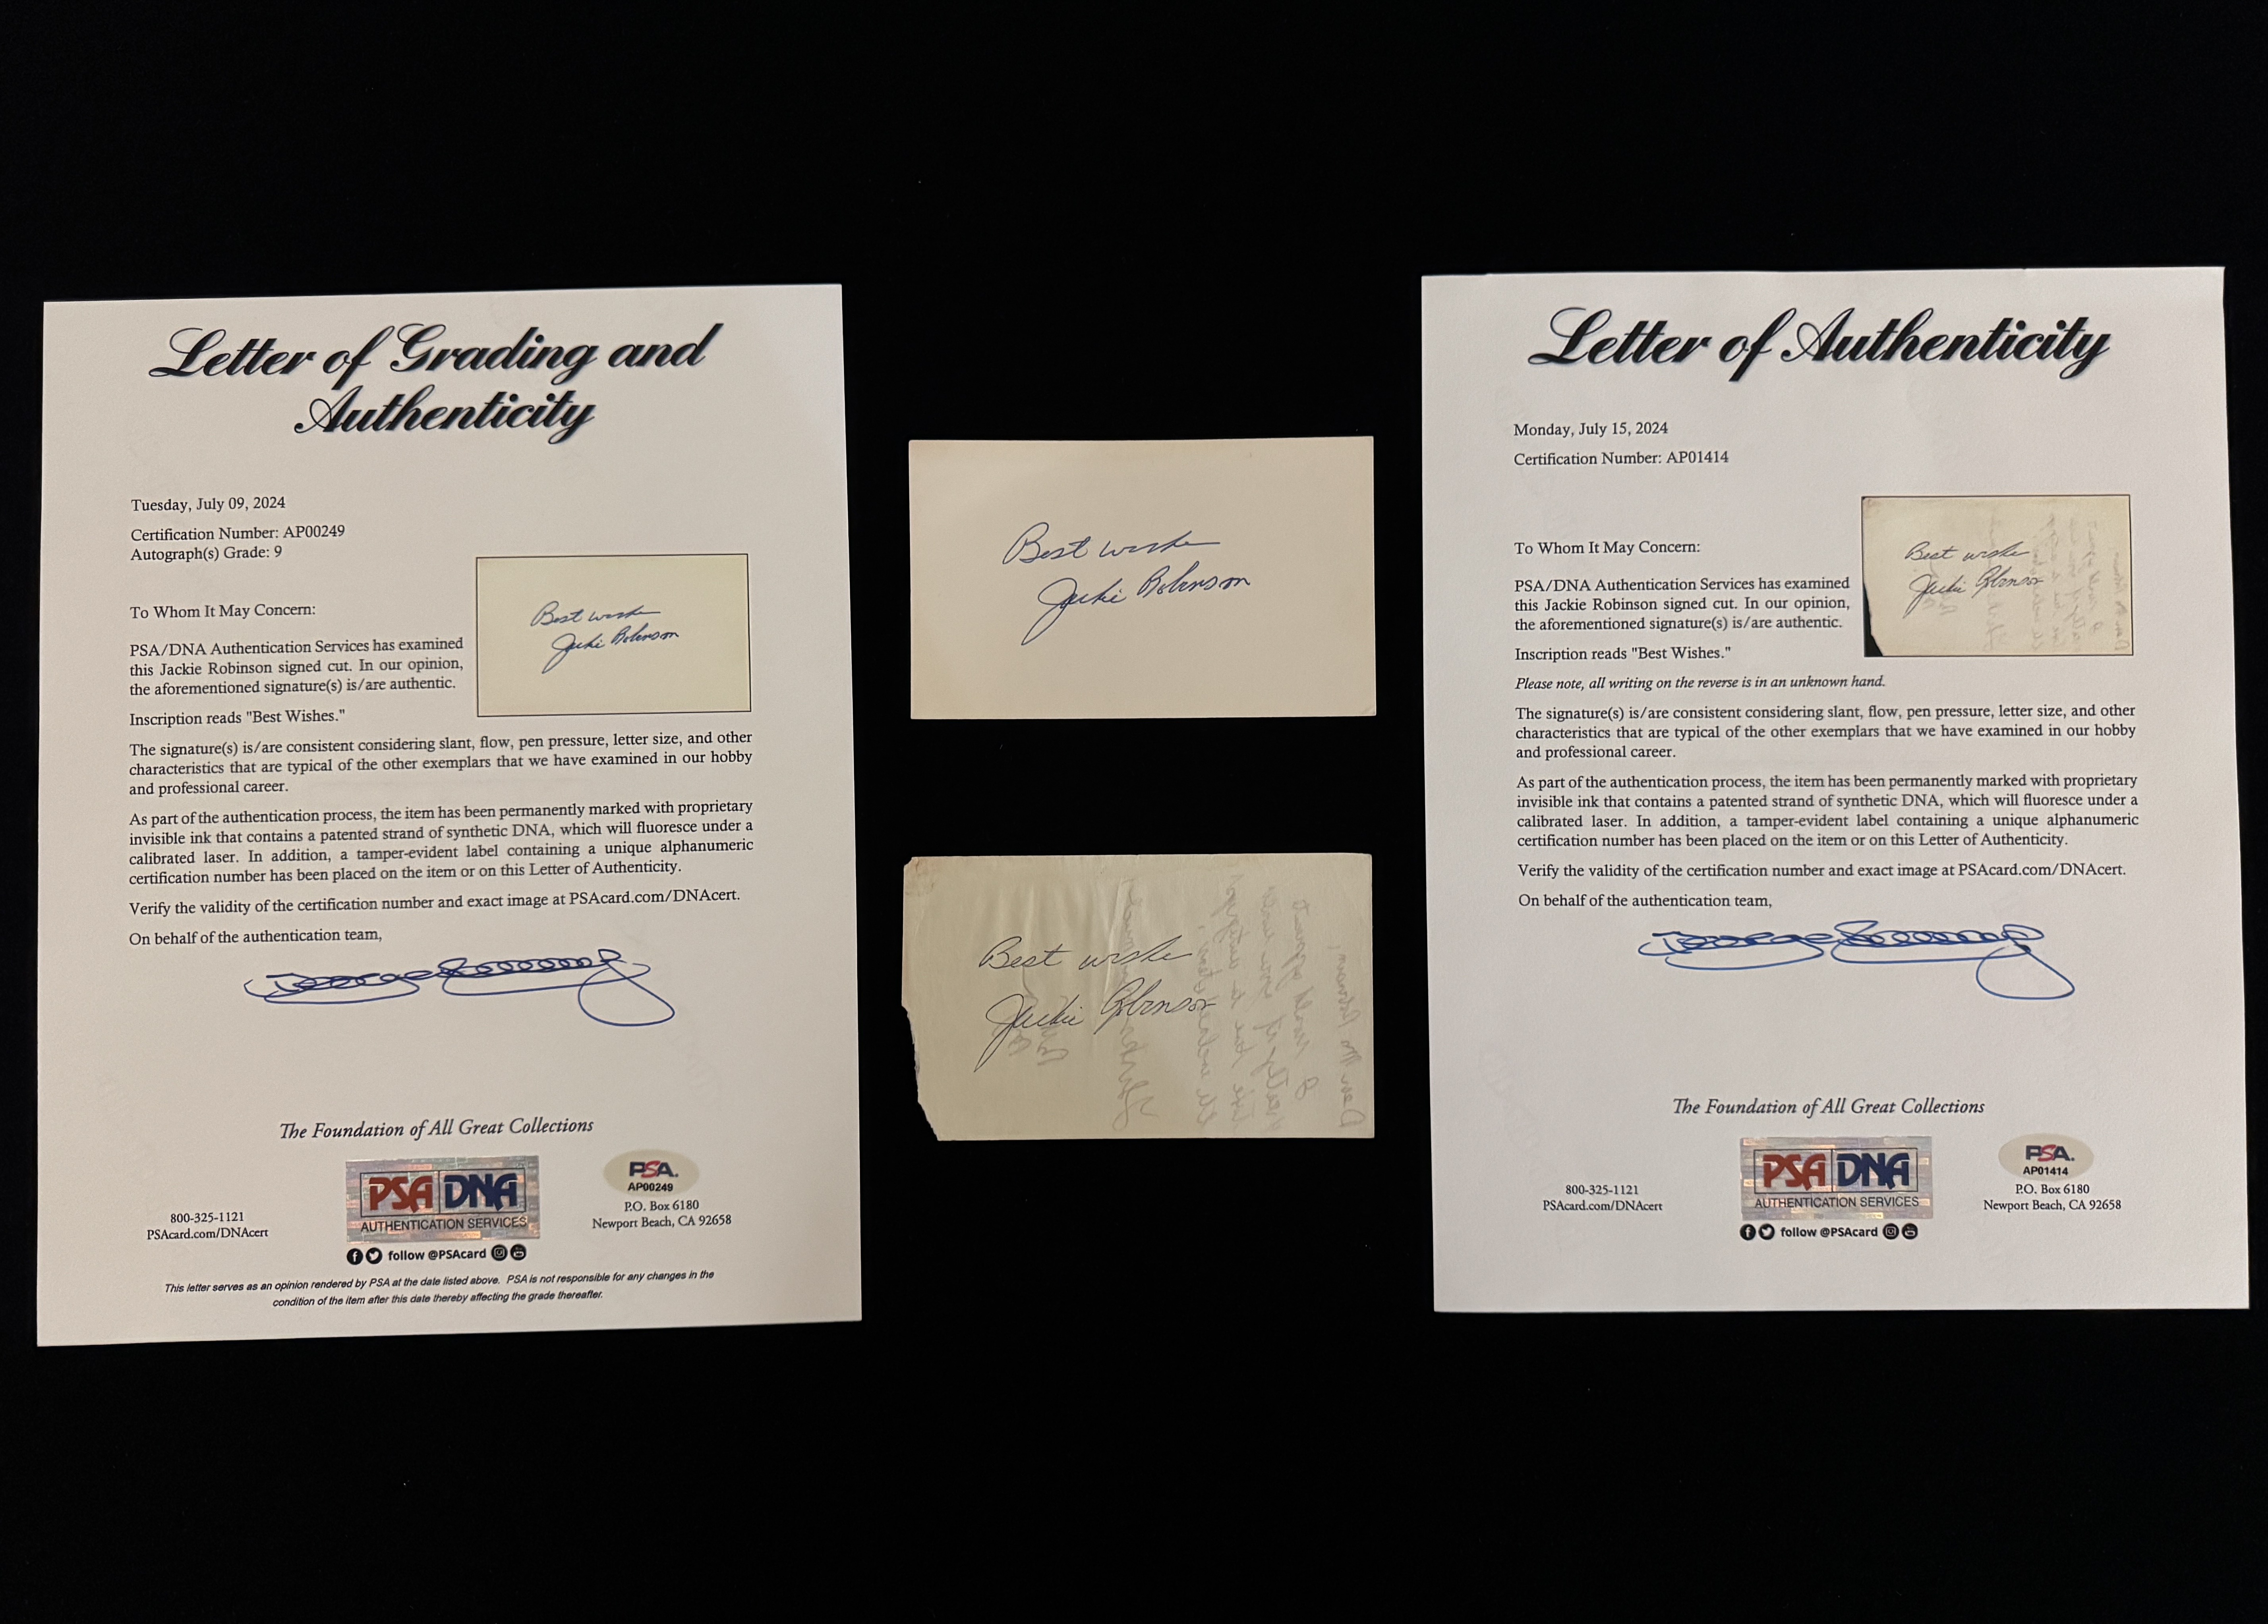 Letter of Grading and
Authenticity
Tuesday, July 09, 2024
Certification Number: AP00249
Autograph(s) Grade: 9
To Whom It May Concern:
PSA/DNA Authentication Services has examined
this Jackie Robinson signed cut. In our opinion,
the aforementioned signature(s) is/are authentic.
Inscription reads "Best Wishes."
Best wishes
Jackie Robinson
The signature(s) is/are consistent considering slant, flow, pen pressure, letter size, and other
characteristics that are typical of the other exemplars that we have examined in our hobby
and professional career.
As part of the authentication process, the item has been permanently marked with proprietary
invisible ink that contains a patented strand of synthetic DNA, which will fluoresce under a
calibrated laser. In addition, a tamper-evident label containing a unique alphanumeric
certification number has been placed on the item or on this Letter of Authenticity.
Verify the validity of the certification number and exact image at PSAcard.com/DNAcert.
On behalf of the authentication team,
The Foundation of All Great Collections
800-325-1121
PSAcard.com/DNAcert
PSA DNA
AUTHENTICATION SERVICES
follow @PSAcard
PSA
AP00249
P.O. Box 6180
Newport Beach, CA 92658
This letter serves as an opinion rendered by PSA at the date listed above. PSA is not responsible for any changes in the
condition of the item after this date thereby affecting the grade thereafter.
Best wishes
Jackie Robinson
Best wishes
Jackie Robinson
Dear Mr. Robinson,
I would appreciate
Letter of Authenticity
Monday, July 15, 2024
Certification Number: AP01414
To Whom It May Concern:
PSA/DNA Authentication Services has examined
this Jackie Robinson signed cut. In our opinion,
the aforementioned signature(s) is/are authentic.
Inscription reads "Best Wishes."
Best wishes
Jackie Robinson
Please note, all writing on the reverse is in an unknown hand.
The signature(s) is/are consistent considering slant, flow, pen pressure, letter size, and other
characteristics that are typical of the other exemplars that we have examined in our hobby
and professional career.
As part of the authentication process, the item has been permanently marked with proprietary
invisible ink that contains a patented strand of synthetic DNA, which will fluoresce under a
calibrated laser. In addition, a tamper-evident label containing a unique alphanumeric
certification number has been placed on the item or on this Letter of Authenticity.
Verify the validity of the certification number and exact image at PSAcard.com/DNAcert.
On behalf of the authentication team,
The Foundation of All Great Collections
800-325-1121
PSAcard.com/DNAcert
PSA DNA
AUTHENTICATION SERVICES
follow @PSAcard
PSA
AP01414
P.O. Box 6180
Newport Beach, CA 92658